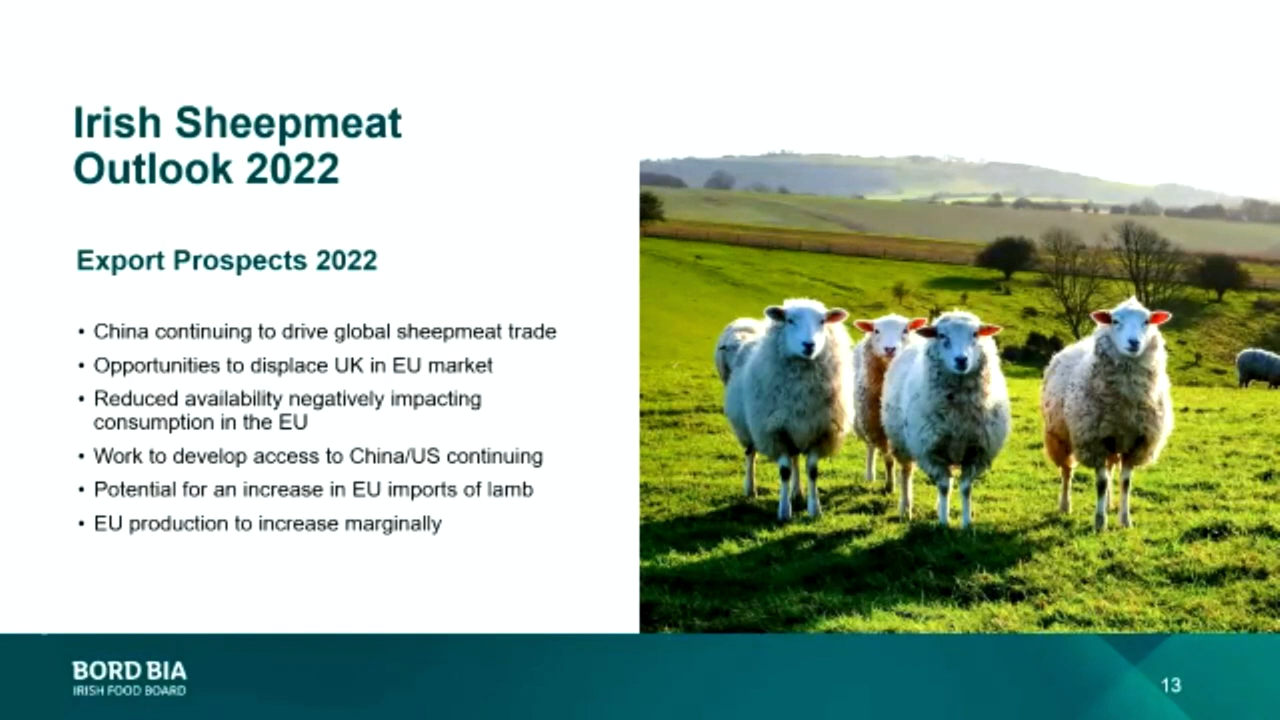 Irish Sheepmeat
Outlook 2022
Export Prospects 2022
• China continuing to drive global sheepmeat trade
• Opportunities to displace UK in EU market
• Reduced availability negatively impacting
consumption in the EU
• Work to develop access to China/US continuing
• Potential for an increase in EU imports of lamb
• EU production to increase marginally
BORD BIA
IRISH FOOD BOARD
13